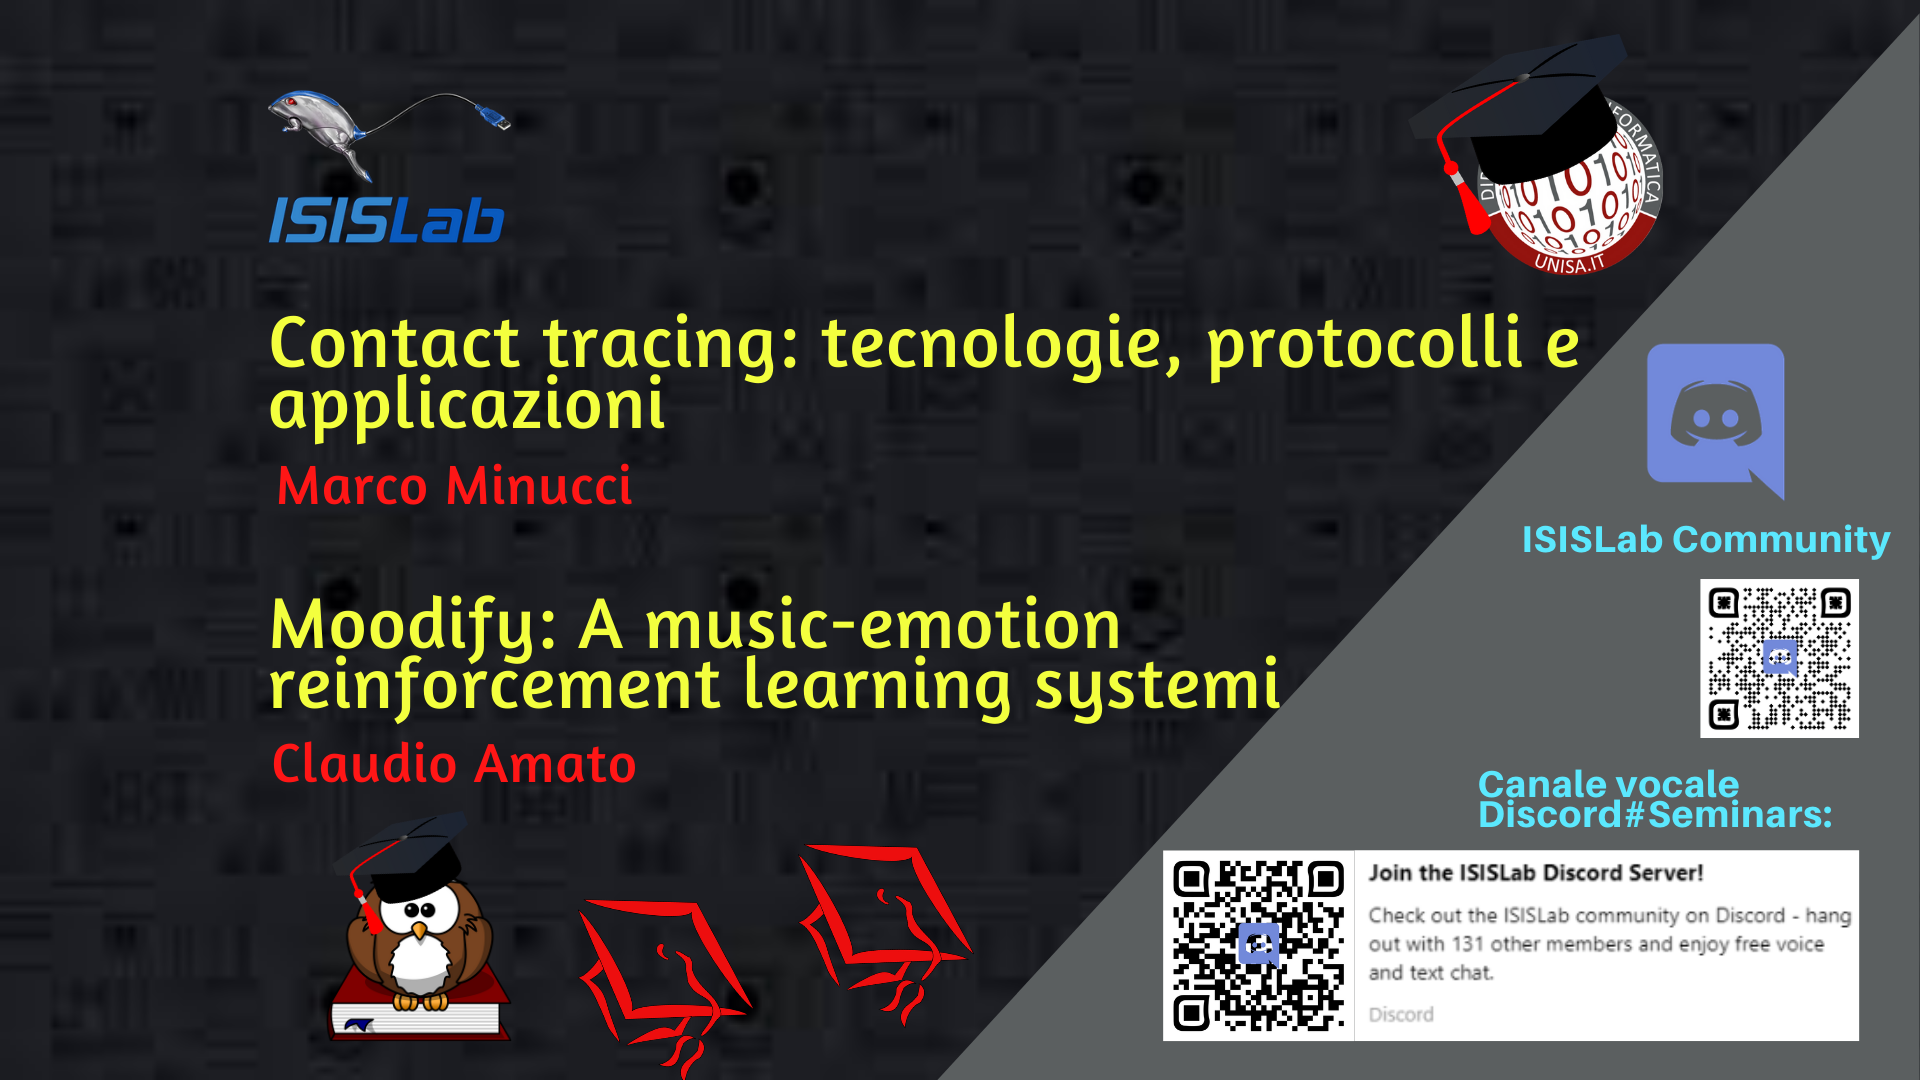 ISISLab
FORMATICA
UNISA.IT
Contact tracing: tecnologie, protocolli e
applicazioni
Marco Minucci
Moodify: A music-emotion
reinforcement learning systemi
Claudio Amato
ISISLab Community
Canale vocale
Discord#Seminars:
Join the ISISLab Discord Server!
Check out the ISISLab community on Discord - hang
out with 131 other members and enjoy free voice
and text chat.
Discord